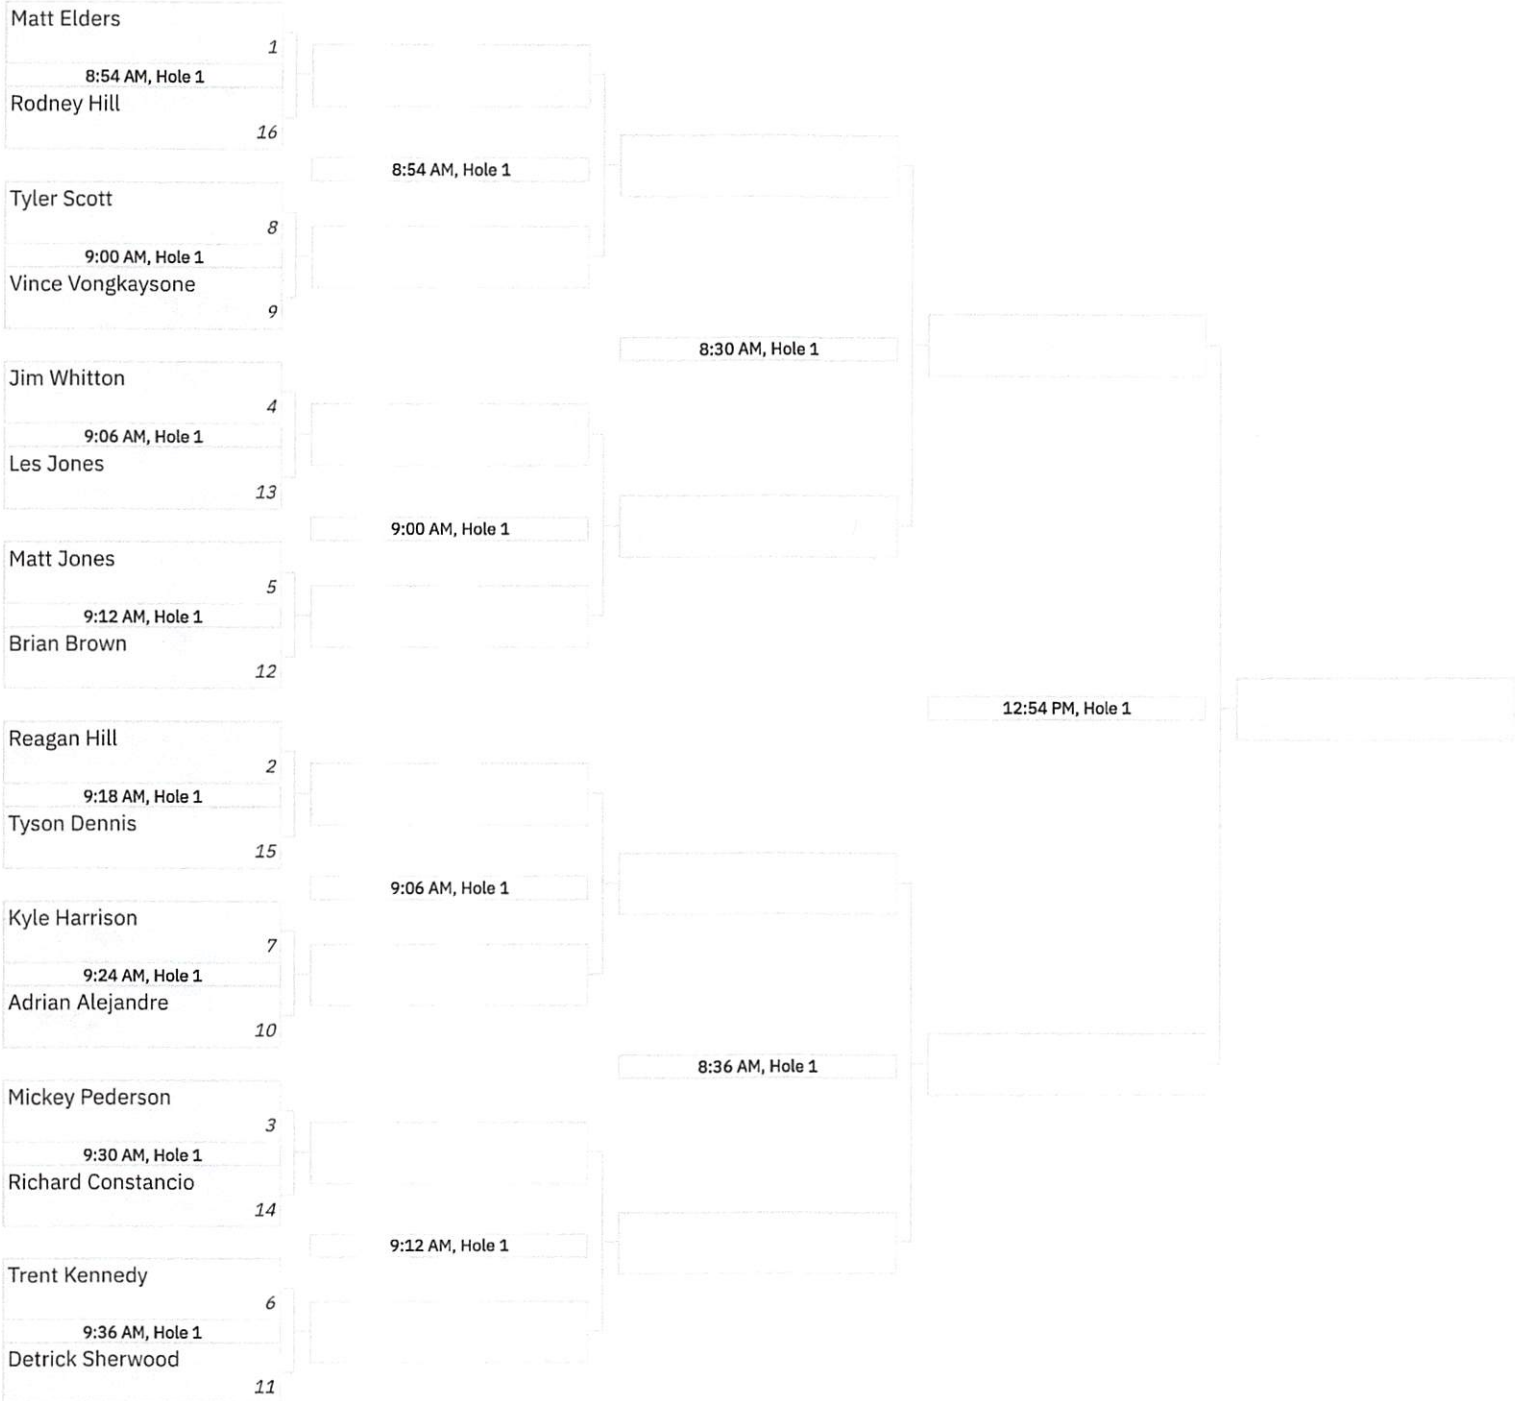 Matt Elders
1
8:54 AM, Hole 1
Rodney Hill
16
8:54 AM, Hole 1
Tyler Scott
8
9:00 AM, Hole 1
Vince Vongkaysone
9
8:30 AM, Hole 1
Jim Whitton
4
9:06 AM, Hole 1
Les Jones
13
9:00 AM, Hole 1
Matt Jones
5
9:12 AM, Hole 1
Brian Brown
12
12:54 PM, Hole 1
Reagan Hill
2
9:18 AM, Hole 1
Tyson Dennis
15
9:06 AM, Hole 1
Kyle Harrison
7
9:24 AM, Hole 1
Adrian Alejandre
10
8:36 AM, Hole 1
Mickey Pederson
3
9:30 AM, Hole 1
Richard Constancio
14
9:12 AM, Hole 1
Trent Kennedy
6
9:36 AM, Hole 1
Detrick Sherwood
11